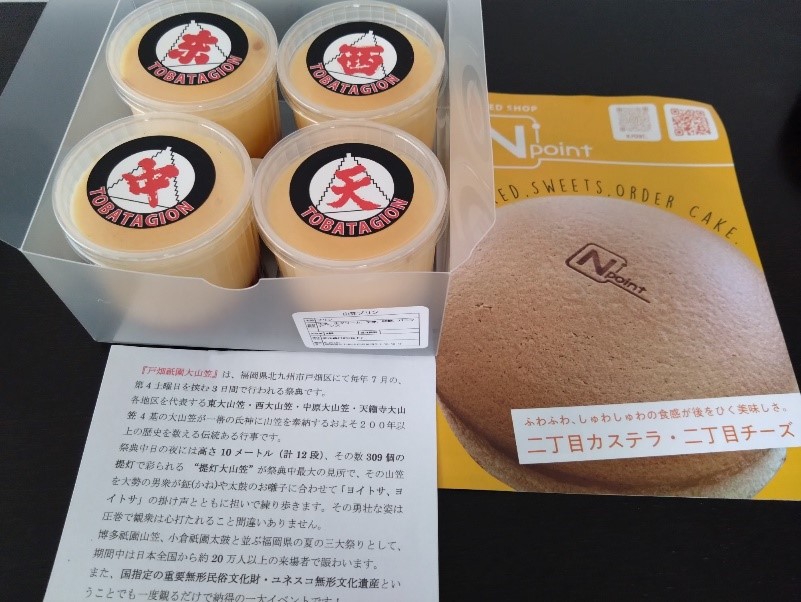 東
TOBATAGION
西
TOBATAGION
中
TOBATAGION
天
TOBATAGION
山笠プリン
ED SHOP
N point
ED.SWEETS.ORDER CAKE.
N point
ふわふわ、しゅわしゅわの食感が後をひく美味しさ。
二丁目カステラ・二丁目チーズ
『戸畑祇園大山笠』は、福岡県北九州市戸畑区にて毎年7月の、
第4土曜日を挟む3日間で行われる祭典です。
各地区を代表する東大山笠・西大山笠・中原大山笠・天籟寺大山
笠4基の大山笠が一番の氏神に山笠を奉納するおよそ200年以
上の歴史を数える伝統ある行事です。
祭典中日の夜には高さ10メートル（計12段）、その数309個の
提灯で彩られる “提灯大山笠”が祭典中最大の見所で、その山笠
を大勢の男衆が鉦(かね)や太鼓のお囃子に合わせて「ヨイトサ、ヨ
イトサ」の掛け声とともに担いで練り歩きます。その勇壮な姿は
圧巻で観衆は心打たれること間違いありません。
博多祇園山笠、小倉祇園太鼓と並ぶ福岡県の夏の三大祭りとして、
期間中は日本全国から約20万人以上の来場者で賑わいます。
また、国指定の重要無形民俗文化財・ユネスコ無形文化遺産とい
うことでも一度観るだけで納得の一大イベントです！